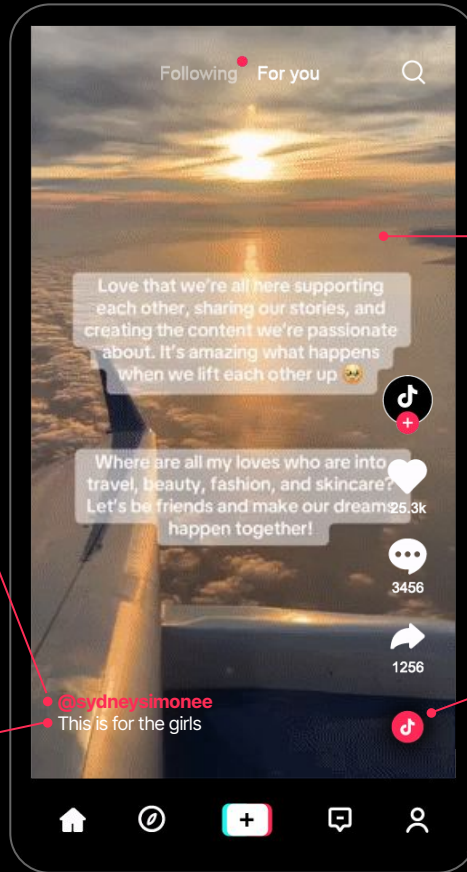 Following For you
Love that we're all here supporting
each other, sharing our stories, and
creating the content we're passionate
about. It's amazing what happens
when we lift each other up 🥹
Where are all my loves who are into
travel, beauty, fashion, and skincare?
Let's be friends and make our dreams
happen together!
25.3k
3456
1256
@sydneysimonee
This is for the girls